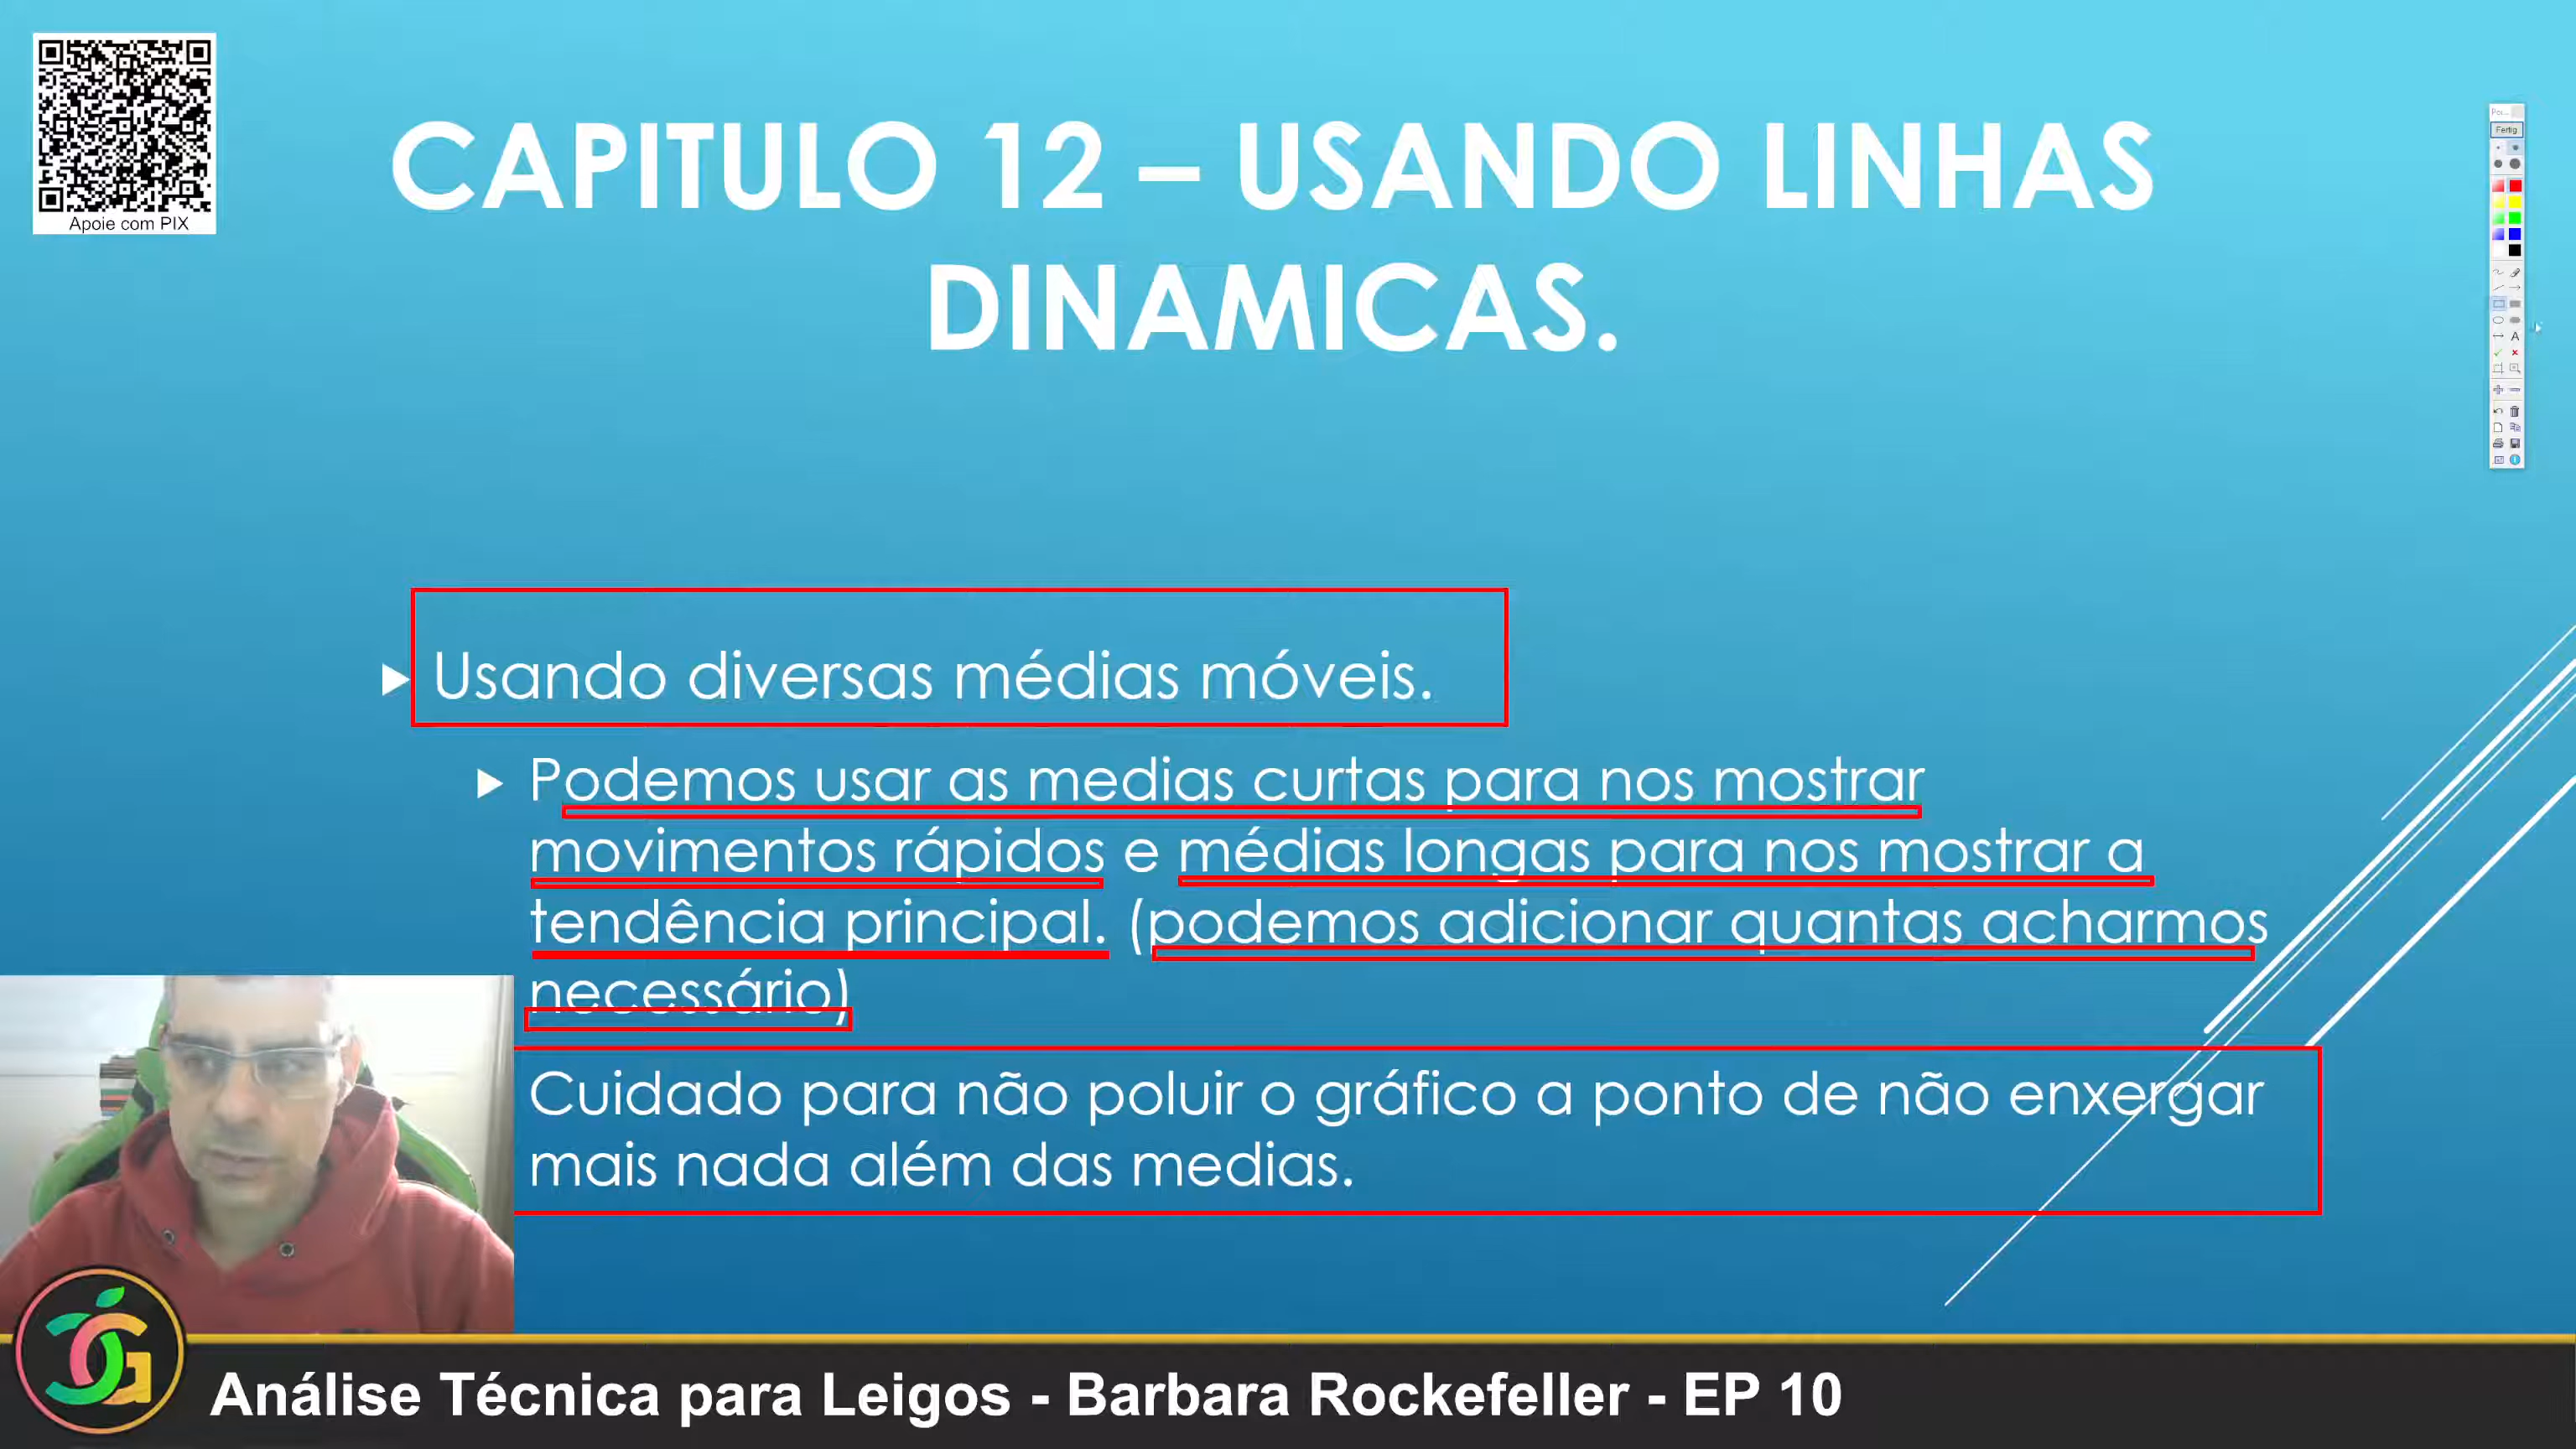 Apoie com PIX
CAPITULO 12 – USANDO LINHAS
DINAMICAS.
Fertig
Usando diversas médias móveis.
Podemos usar as medias curtas para nos mostrar
movimentos rápidos e médias longas para nos mostrar a
tendência principal. (podemos adicionar quantas acharmos
necessário)
Cuidado para não poluir o gráfico a ponto de não enxergar
mais nada além das medias.
Análise Técnica para Leigos - Barbara Rockefeller - EP 10